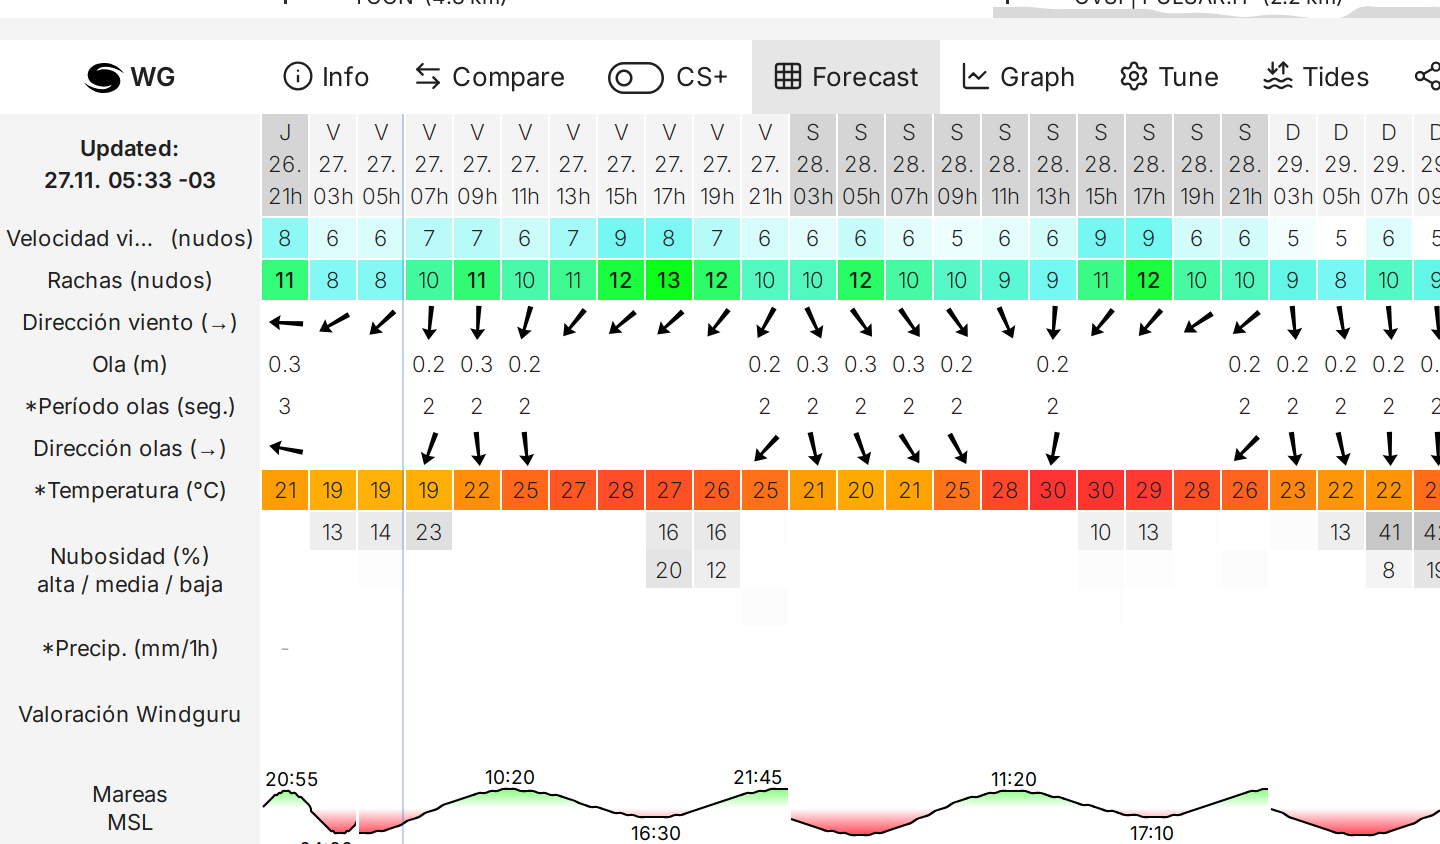 (2.2 km)
WG Info Compare CS+ Forecast Graph Tune Tides
J V V V V V V V V V V S S S S S S S S S S D D D
Updated: 26. 27. 27. 27. 27. 27. 27. 27. 27. 27. 27. 28. 28. 28. 28. 28. 28. 28. 28. 28. 28. 29. 29. 29.
27.11. 05:33 -03 21h 03h 05h 07h 09h 11h 13h 15h 17h 19h 21h 03h 05h 07h 09h 11h 13h 15h 17h 19h 21h 03h 05h 07h
Velocidad vi... (nudos) 8 6 6 7 7 6 7 9 8 7 6 6 6 6 5 6 6 9 9 6 6 5 5 6 5
Rachas (nudos) 11 8 8 10 11 10 11 12 13 12 10 10 12 10 10 9 9 11 12 10 10 9 8 10 9
Dirección viento (→)
Ola (m) 0.3 0.2 0.3 0.2 0.2 0.3 0.3 0.3 0.2 0.2 0.2 0.2 0.2 0.2
*Período olas (seg.) 3 2 2 2 2 2 2 2 2 2 2 2 2 2
Dirección olas (→)
*Temperatura (°C) 21 19 19 19 22 25 27 28 27 26 25 21 20 21 25 28 30 30 29 28 26 23 22 22
13 14 23 16 16 10 13 13 41
Nubosidad (%)
20 12 8
alta / media / baja
*Precip. (mm/1h) -
Valoración Windguru
20:55 10:20 21:45 11:20
Mareas
MSL 16:30 17:10